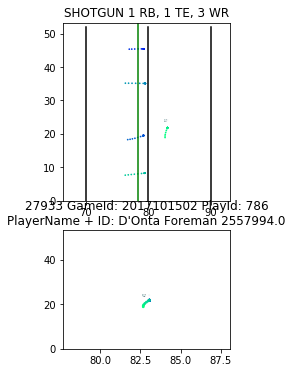 SHOTGUN 1 RB, 1 TE, 3 WR
50
40
30
20
10
0
70 80 90
27933 GameId: 2017101502 PlayId: 786
PlayerName + ID: D'Onta Foreman 2557994.0
40
20
0
80.0 82.5 85.0 87.5